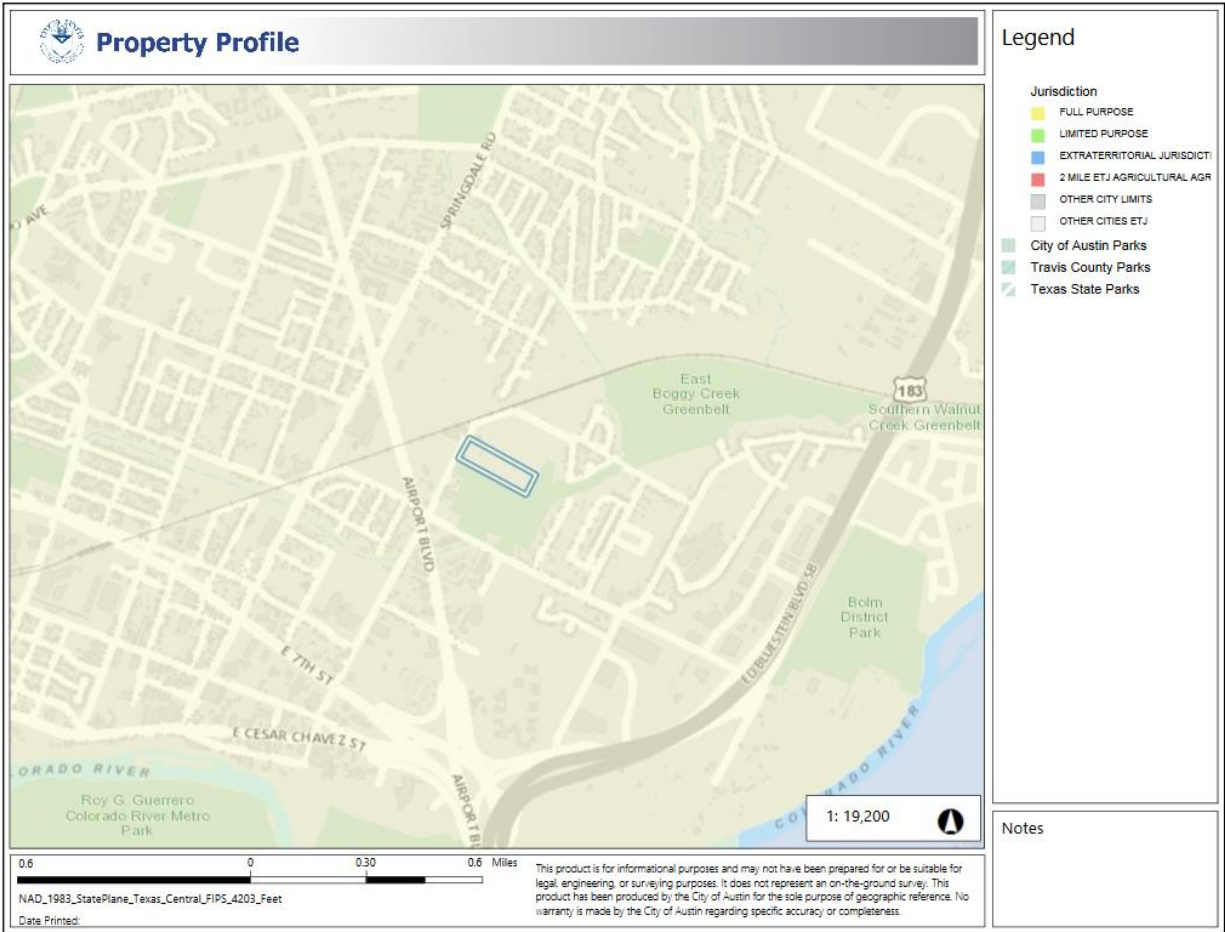 Property Profile
Legend
Jurisdiction
FULL PURPOSE
LIMITED PURPOSE
EXTRATERRITORIAL JURISDICTI
2 MILE ETJ AGRICULTURAL AGR
OTHER CITY LIMITS
OTHER CITIES ETJ
City of Austin Parks
Travis County Parks
Texas State Parks
SPRINGDALE RD
AVE
East
Boggy Creek
Greenbelt
183
Southern Walnut
Creek Greenbelt
AIRPORT BLVD
ED BLUESTEIN BLVD SB
Bolm
District
Park
E 7TH ST
E CESAR CHAVEZ ST
ORADO RIVER
Roy G. Guerrero
Colorado River Metro
Park
AIRPORT BL
COLORADO RIVER
1: 19,200
Notes
0.6 0 0.30 0.6 Miles
NAD_1983_StatePlane_Texas_Central_FIPS_4203_Feet
Date Printed:
This product is for informational purposes and may not have been prepared for or be suitable for
legal, engineering, or surveying purposes. It does not represent an on-the-ground survey. This
product has been produced by the City of Austin for the sole purpose of geographic reference. No
warranty is made by the City of Austin regarding specific accuracy or completeness.